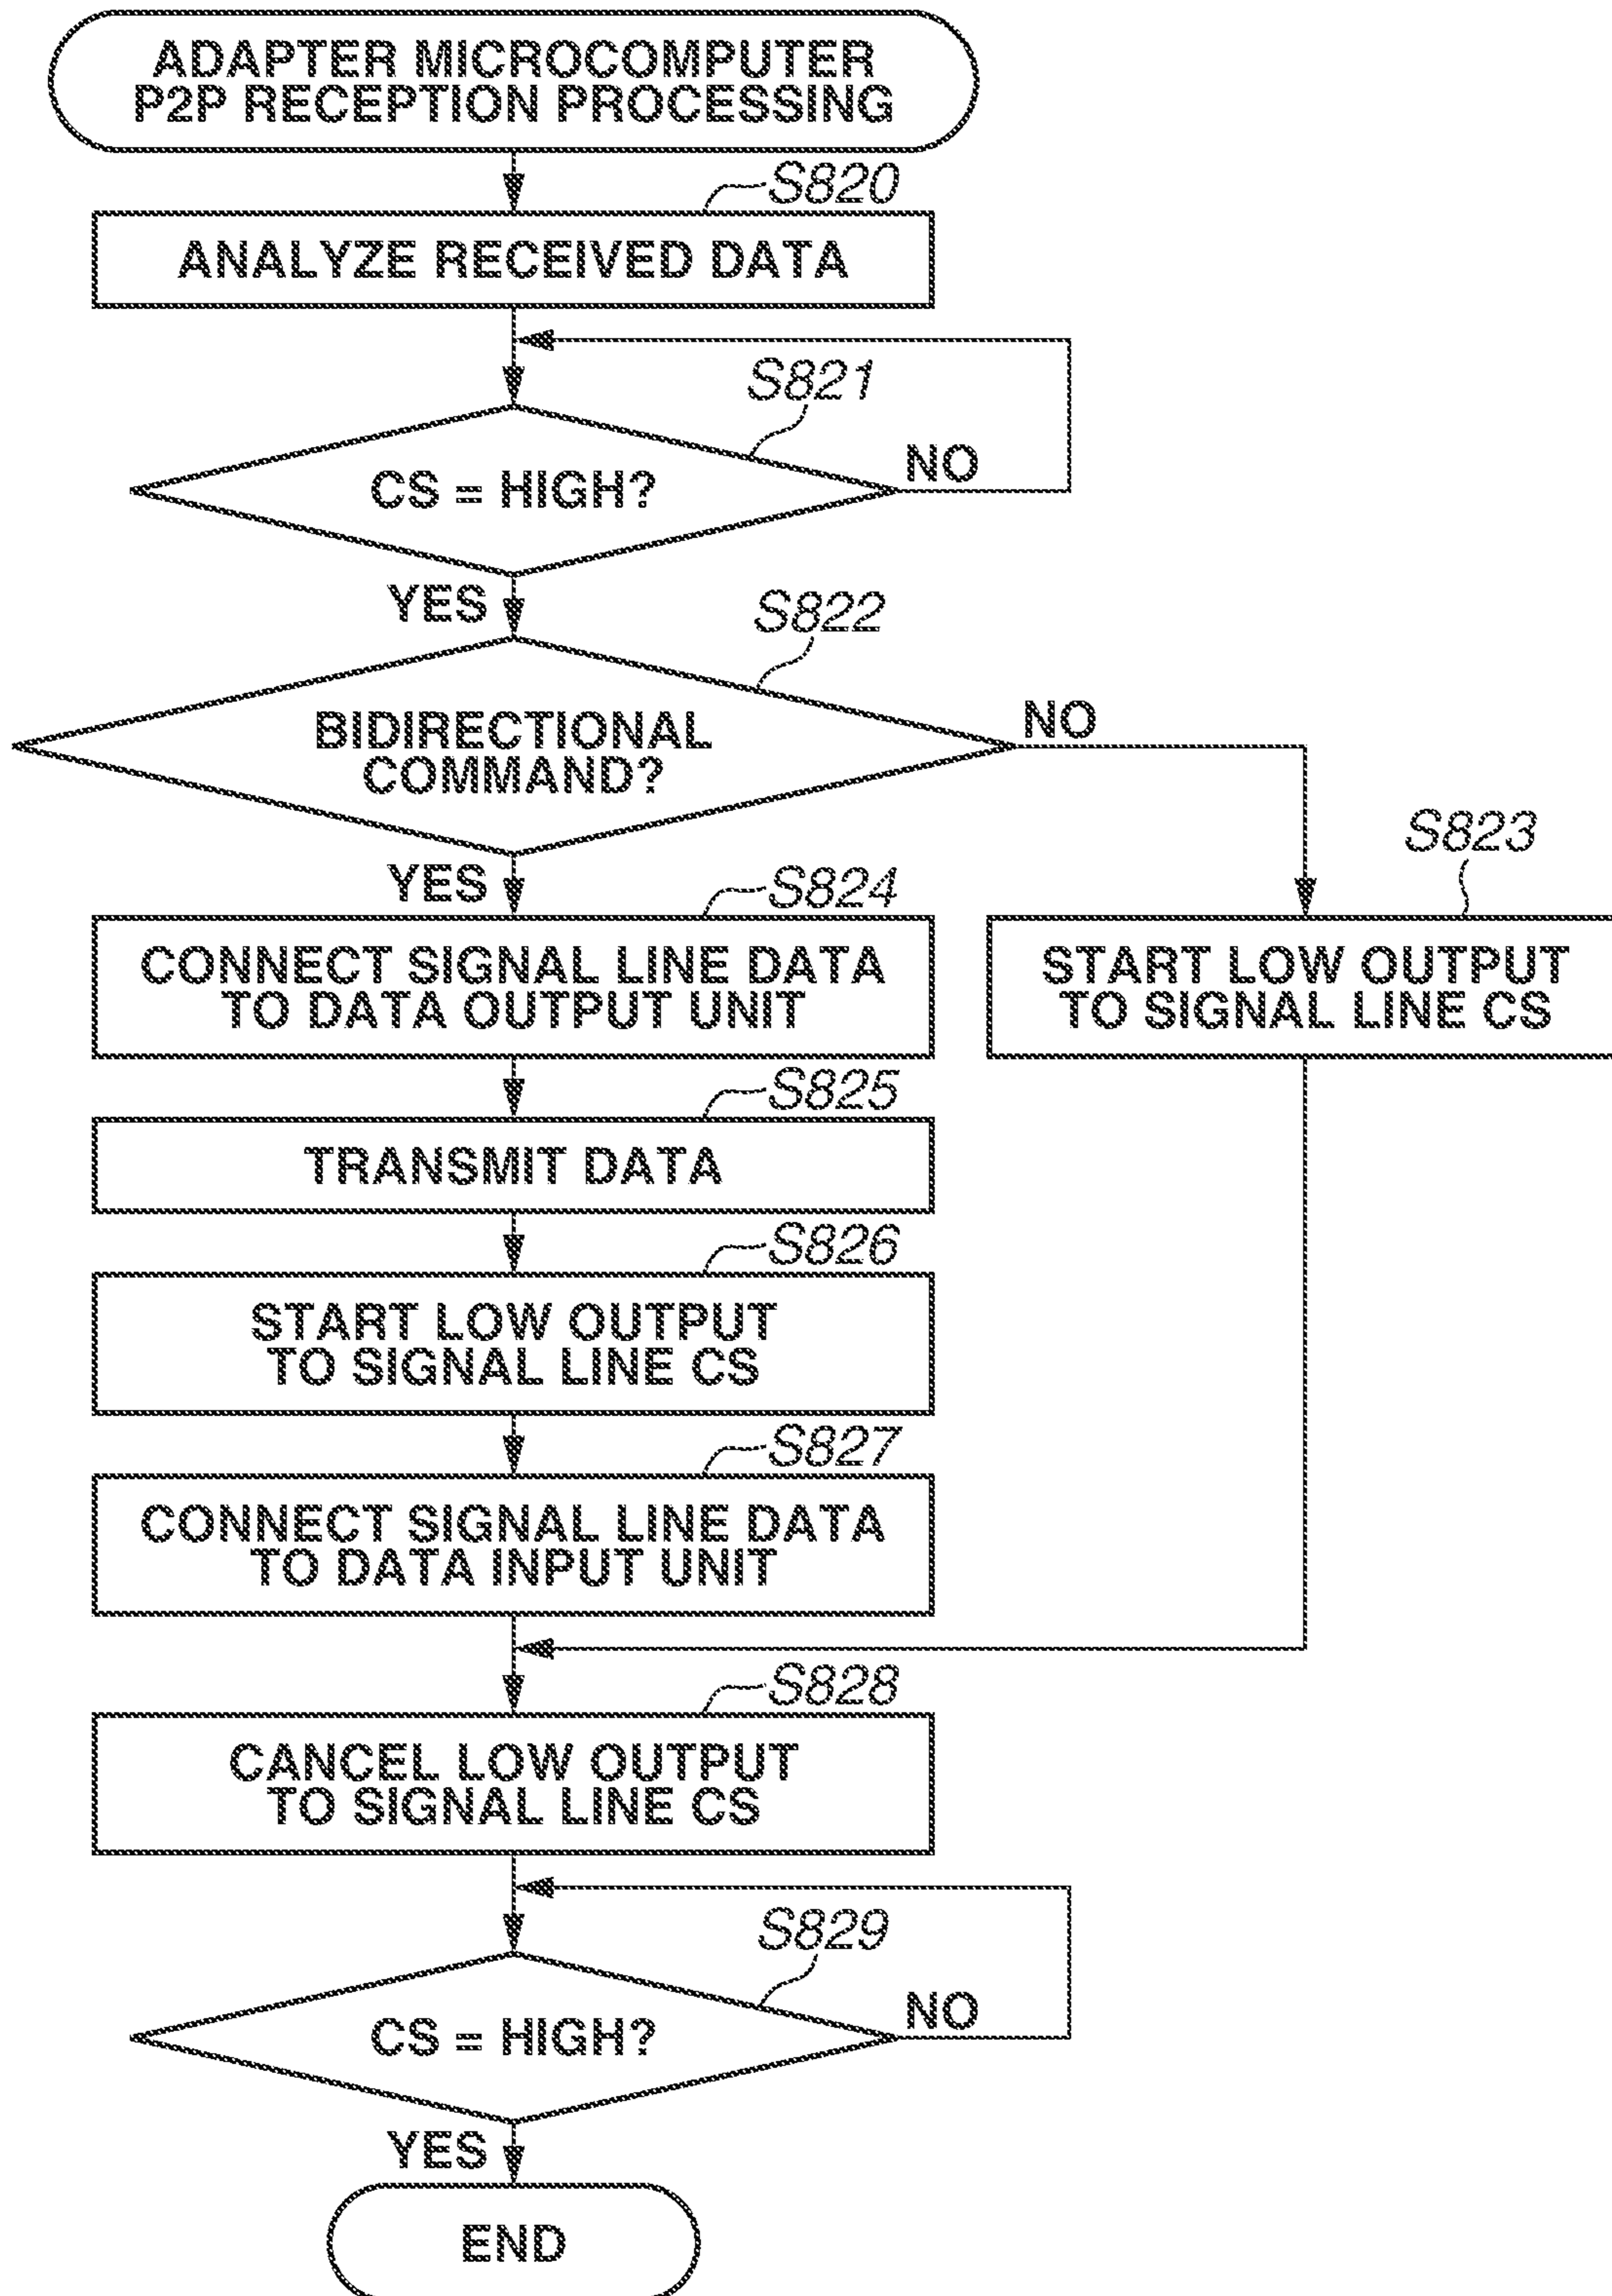 ADAPTER MICROCOMPUTER
P2P RECEPTION PROCESSING
S820
ANALYZE RECEIVED DATA
S821
CS = HIGH?
NO
YES
S822
BIDIRECTIONAL
COMMAND?
NO
YES
S823
S824
CONNECT SIGNAL LINE DATA
TO DATA OUTPUT UNIT
START LOW OUTPUT
TO SIGNAL LINE CS
S825
TRANSMIT DATA
S826
START LOW OUTPUT
TO SIGNAL LINE CS
S827
CONNECT SIGNAL LINE DATA
TO DATA INPUT UNIT
S828
CANCEL LOW OUTPUT
TO SIGNAL LINE CS
S829
CS = HIGH?
NO
YES
END